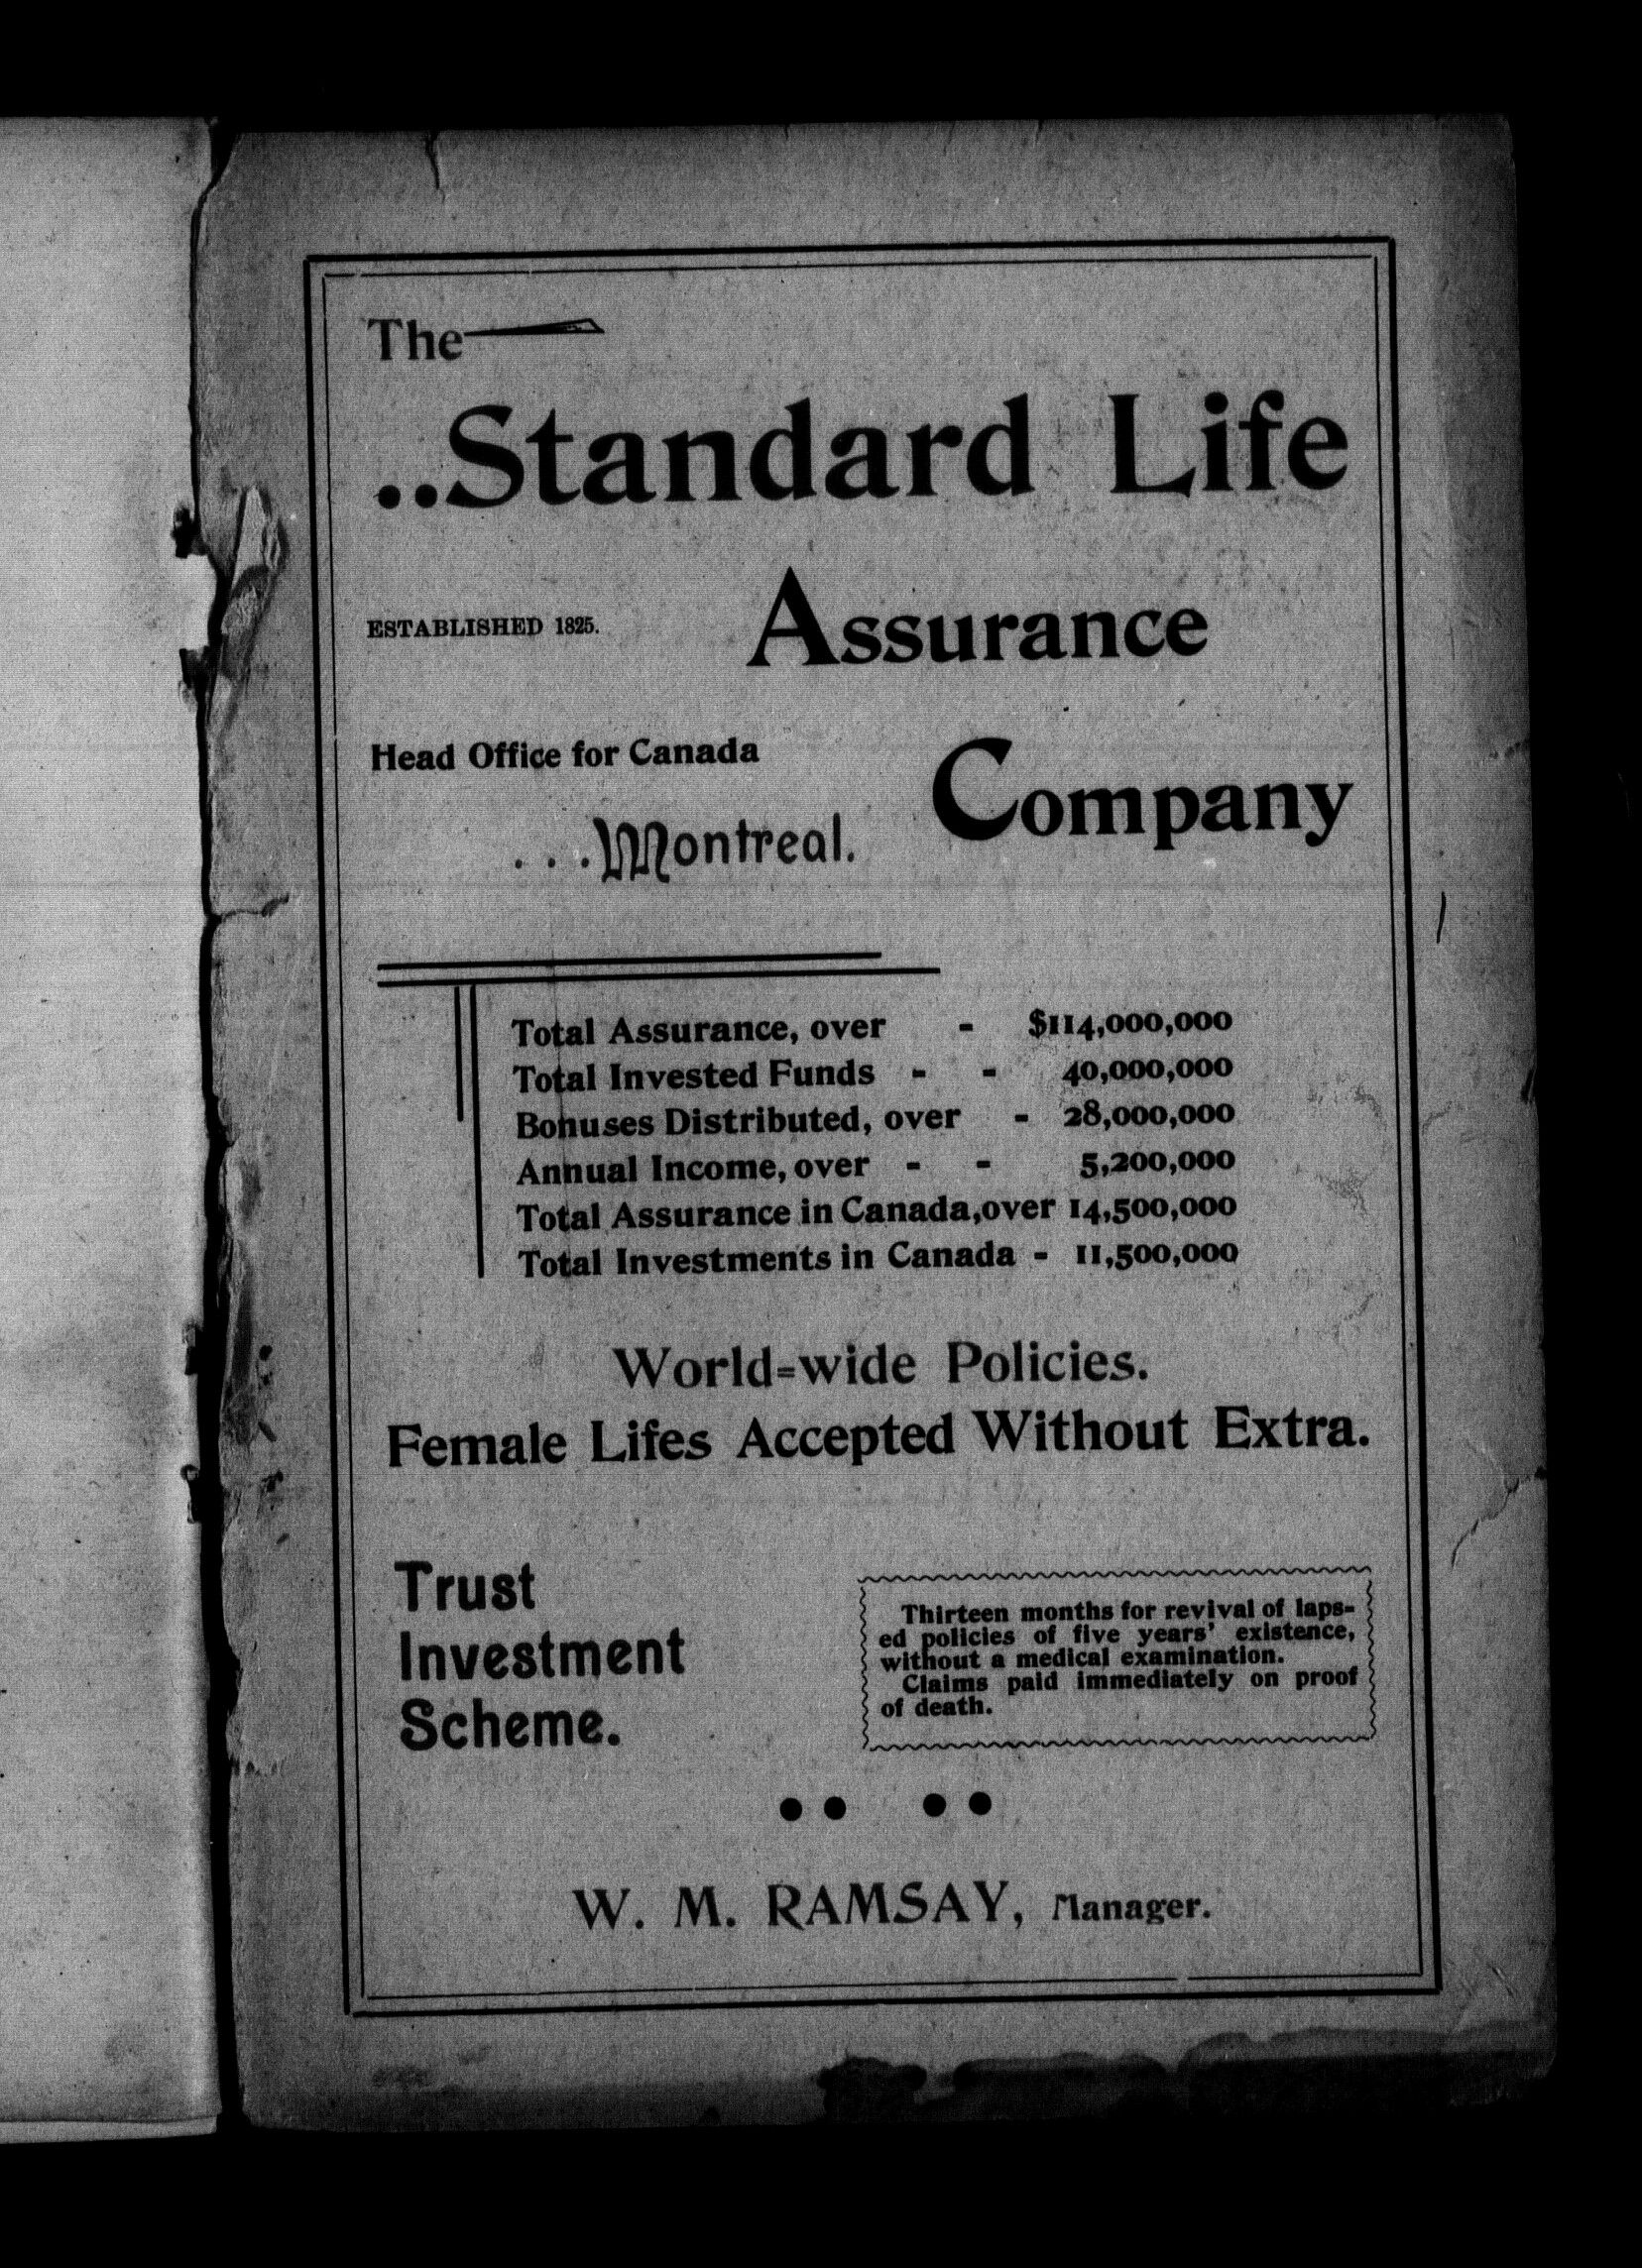 The
..Standard Life
ESTABLISHED 1825.
Assurance
Head Office for Canada
Company
. . . Montreal.
Total Assurance, over - $114,000,000
Total Invested Funds - - 40,000,000
Bonuses Distributed, over - 28,000,000
Annual Income, over - - 5,200,000
Total Assurance in Canada,over 14,500,000
Total Investments in Canada - 11,500,000
World=wide Policies.
Female Lifes Accepted Without Extra.
Trust
Investment
Scheme.
Thirteen months for revival of laps-
ed policies of five years' existence,
without a medical examination.
Claims paid immediately on proof
of death.
W. M. RAMSAY, Manager.